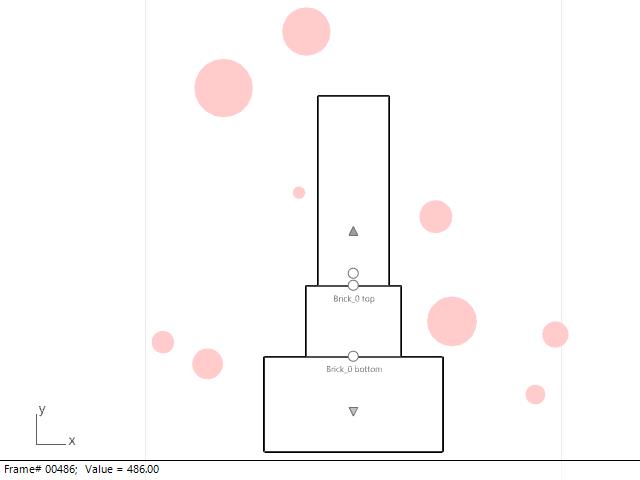 Brick_0 top
Brick_0 bottom
y
x
Frame# 00486; Value = 486.00